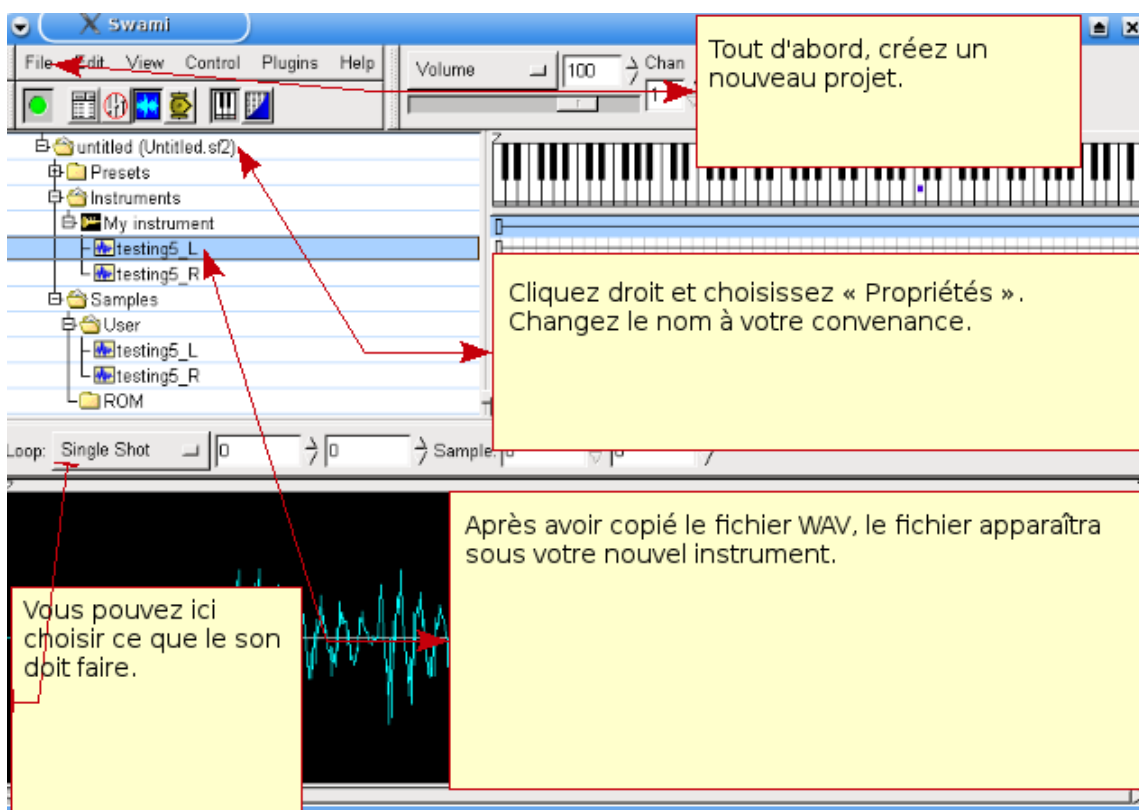 Swami
File Edit View Control Plugins Help
Volume
100
Chan
1
Tout d'abord, créez un
nouveau projet.
untitled (Untitled.sf2)
Presets
Instruments
My instrument
testing5_L
testing5_R
Samples
User
testing5_L
testing5_R
ROM
Cliquez droit et choisissez « Propriétés ».
Changez le nom à votre convenance.
Loop: Single Shot 0 0 Sample: 0 0
Après avoir copié le fichier WAV, le fichier apparaîtra
sous votre nouvel instrument.
Vous pouvez ici
choisir ce que le son
doit faire.